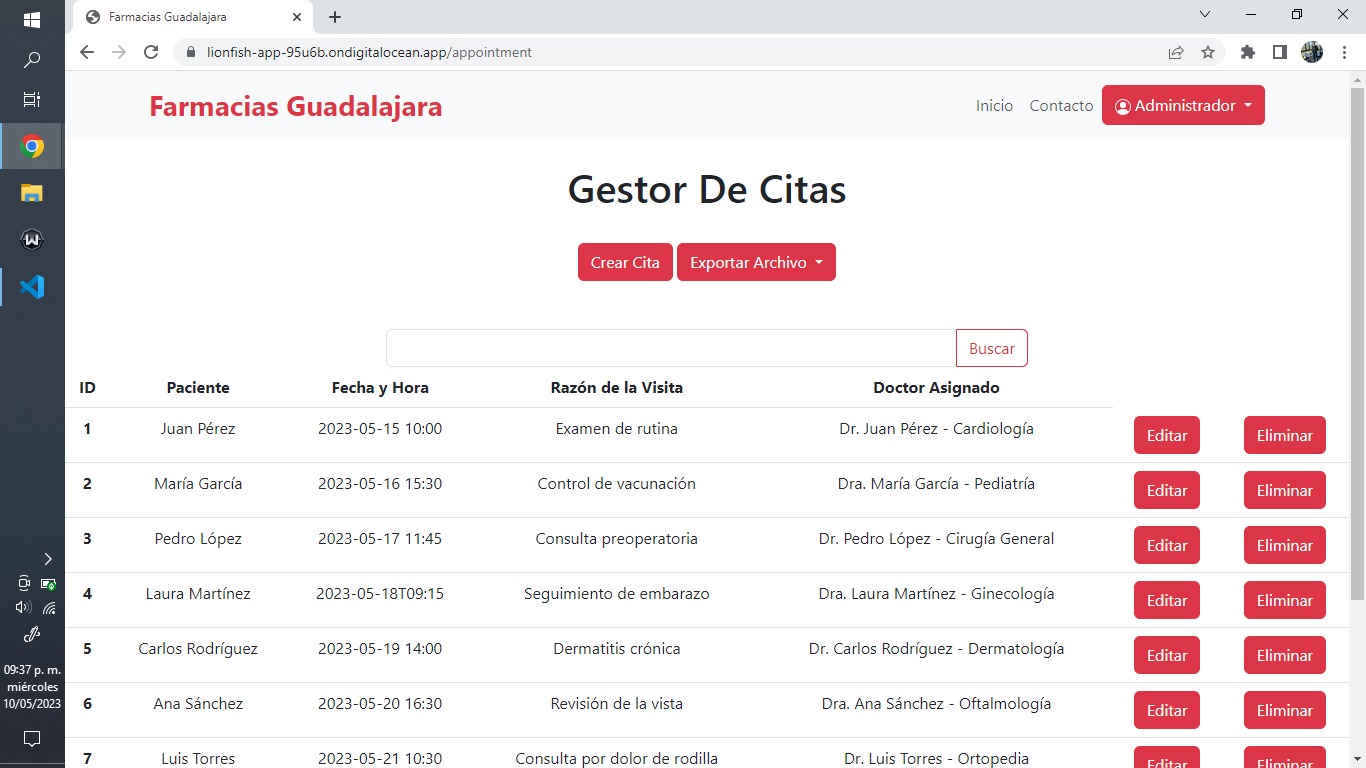 Farmacias Guadalajara
lionfish-app-95u6b.ondigitalocean.app/appointment
Farmacias Guadalajara
Inicio Contacto Administrador
Gestor De Citas
Crear Cita Exportar Archivo
Buscar
ID Paciente Fecha y Hora Razón de la Visita Doctor Asignado
1 Juan Pérez 2023-05-15 10:00 Examen de rutina Dr. Juan Pérez - Cardiología Editar Eliminar
2 María García 2023-05-16 15:30 Control de vacunación Dra. María García - Pediatría Editar Eliminar
3 Pedro López 2023-05-17 11:45 Consulta preoperatoria Dr. Pedro López - Cirugía General Editar Eliminar
4 Laura Martínez 2023-05-18T09:15 Seguimiento de embarazo Dra. Laura Martínez - Ginecología Editar Eliminar
5 Carlos Rodríguez 2023-05-19 14:00 Dermatitis crónica Dr. Carlos Rodríguez - Dermatología Editar Eliminar
6 Ana Sánchez 2023-05-20 16:30 Revisión de la vista Dra. Ana Sánchez - Oftalmología Editar Eliminar
7 Luis Torres 2023-05-21 10:30 Consulta por dolor de rodilla Dr. Luis Torres - Ortopedia Editar Eliminar
09:37 p. m.
miércoles
10/05/2023